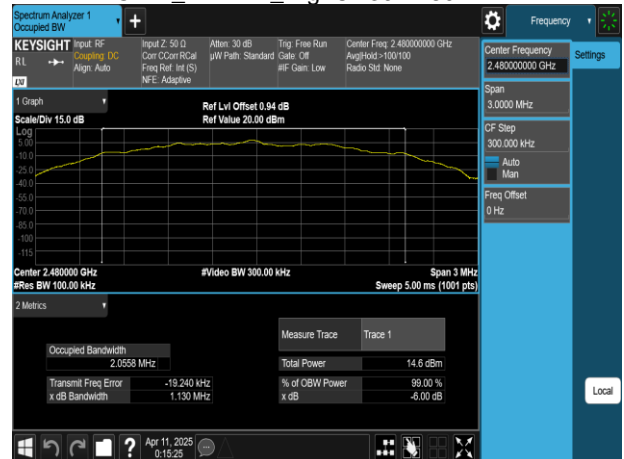 Spectrum Analyzer 1
Occupied BW
Frequency
KEYSIGHT
Input: RF
Coupling: DC
Align: Auto
RL
LXI
Input Z: 50 Ω
Corr CCorr RCal
Freq Ref: Int (S)
NFE: Adaptive
Atten: 30 dB
µW Path: Standard
Trig: Free Run
Gate: Off
#IF Gain: Low
Center Freq: 2.480000000 GHz
Avg|Hold:>100/100
Radio Std: None
Center Frequency
2.480000000 GHz
Settings
Span
3.0000 MHz
CF Step
300.000 kHz
Auto
Man
Freq Offset
0 Hz
Local
1 Graph
Scale/Div 15.0 dB
Ref Lvl Offset 0.94 dB
Ref Value 20.00 dBm
Log
5.00
-10.0
-25.0
-40.0
-55.0
-70.0
-85.0
-100
-115
Center 2.480000 GHz
#Video BW 300.00 kHz
Span 3 MHz
#Res BW 100.00 kHz
Sweep 5.00 ms (1001 pts)
2 Metrics
Measure Trace Trace 1
Occupied Bandwidth
2.0558 MHz
Total Power 14.6 dBm
Transmit Freq Error -19.240 kHz
% of OBW Power 99.00 %
x dB Bandwidth 1.130 MHz
x dB -6.00 dB
?
Apr 11, 2025
0:15:25